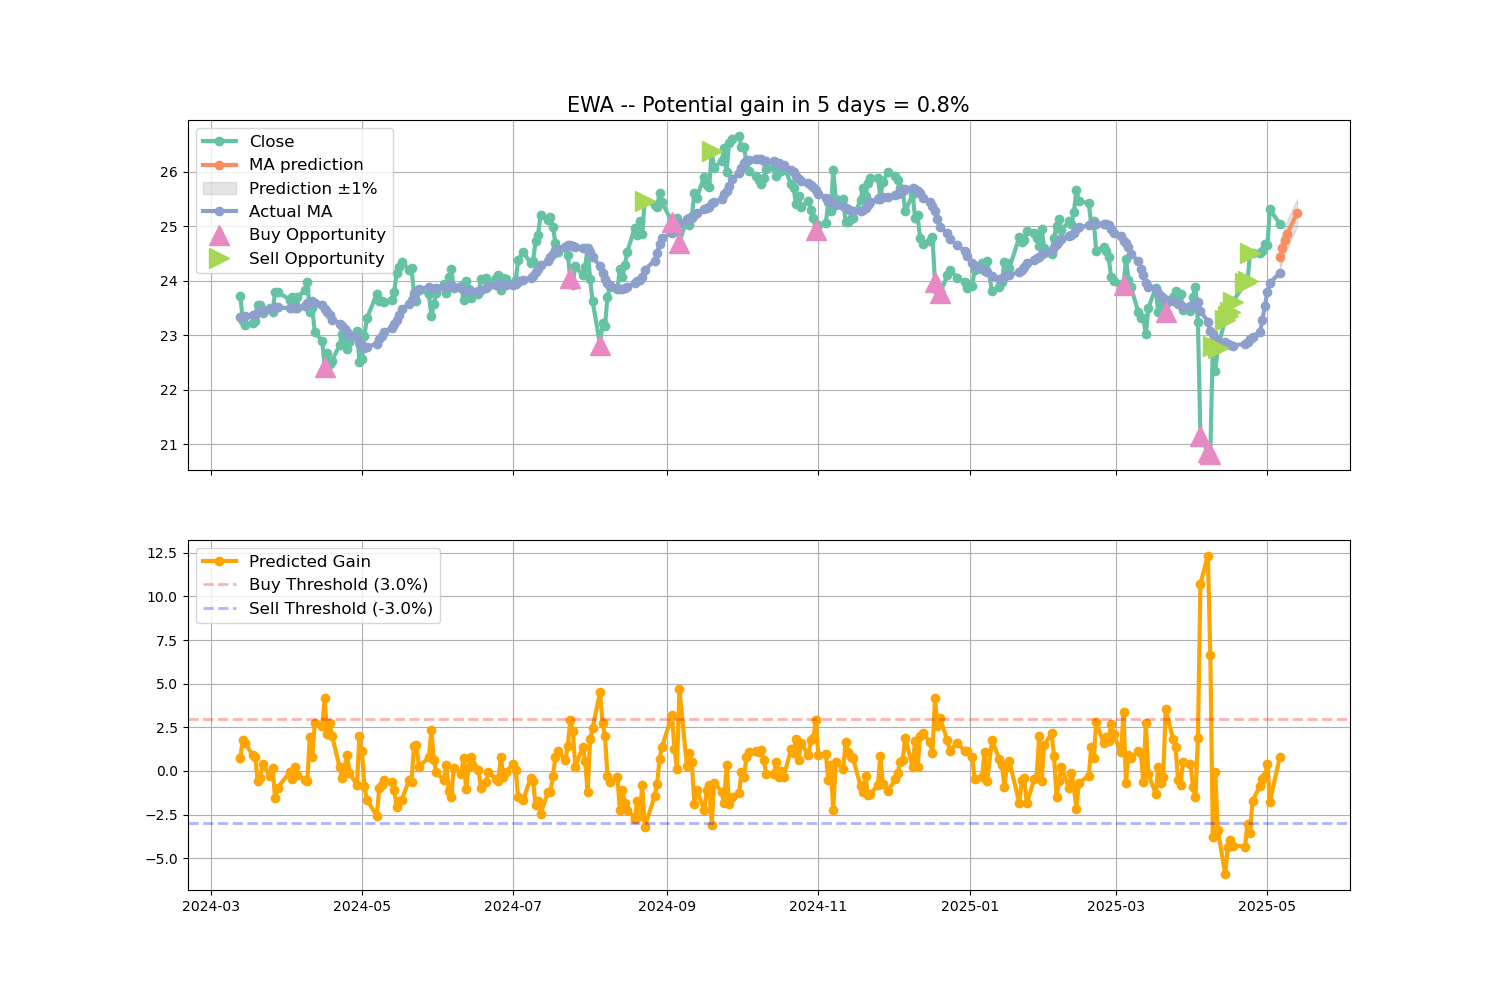 EWA -- Potential gain in 5 days = 0.8%
Close
MA prediction
Prediction ±1%
Actual MA
Buy Opportunity
Sell Opportunity
26
25
24
23
22
21
Predicted Gain
Buy Threshold (3.0%)
Sell Threshold (-3.0%)
12.5
10.0
7.5
5.0
2.5
0.0
−2.5
−5.0
2024-03 2024-05 2024-07 2024-09 2024-11 2025-01 2025-03 2025-05